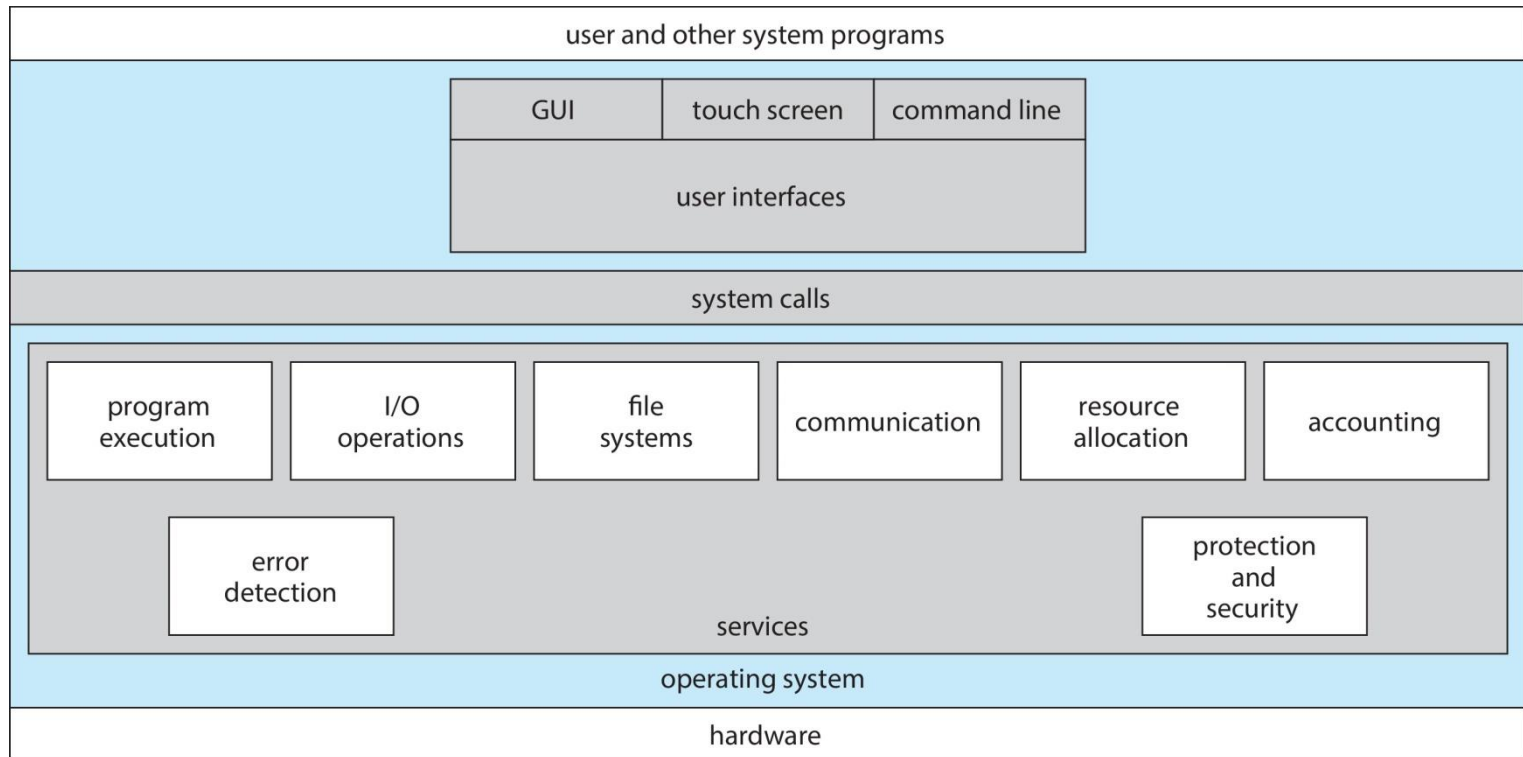 user and other system programs
GUI
touch screen
command line
user interfaces
system calls
program
execution
I/O
operations
file
systems
communication
resource
allocation
accounting
error
detection
protection
and
security
services
operating system
hardware